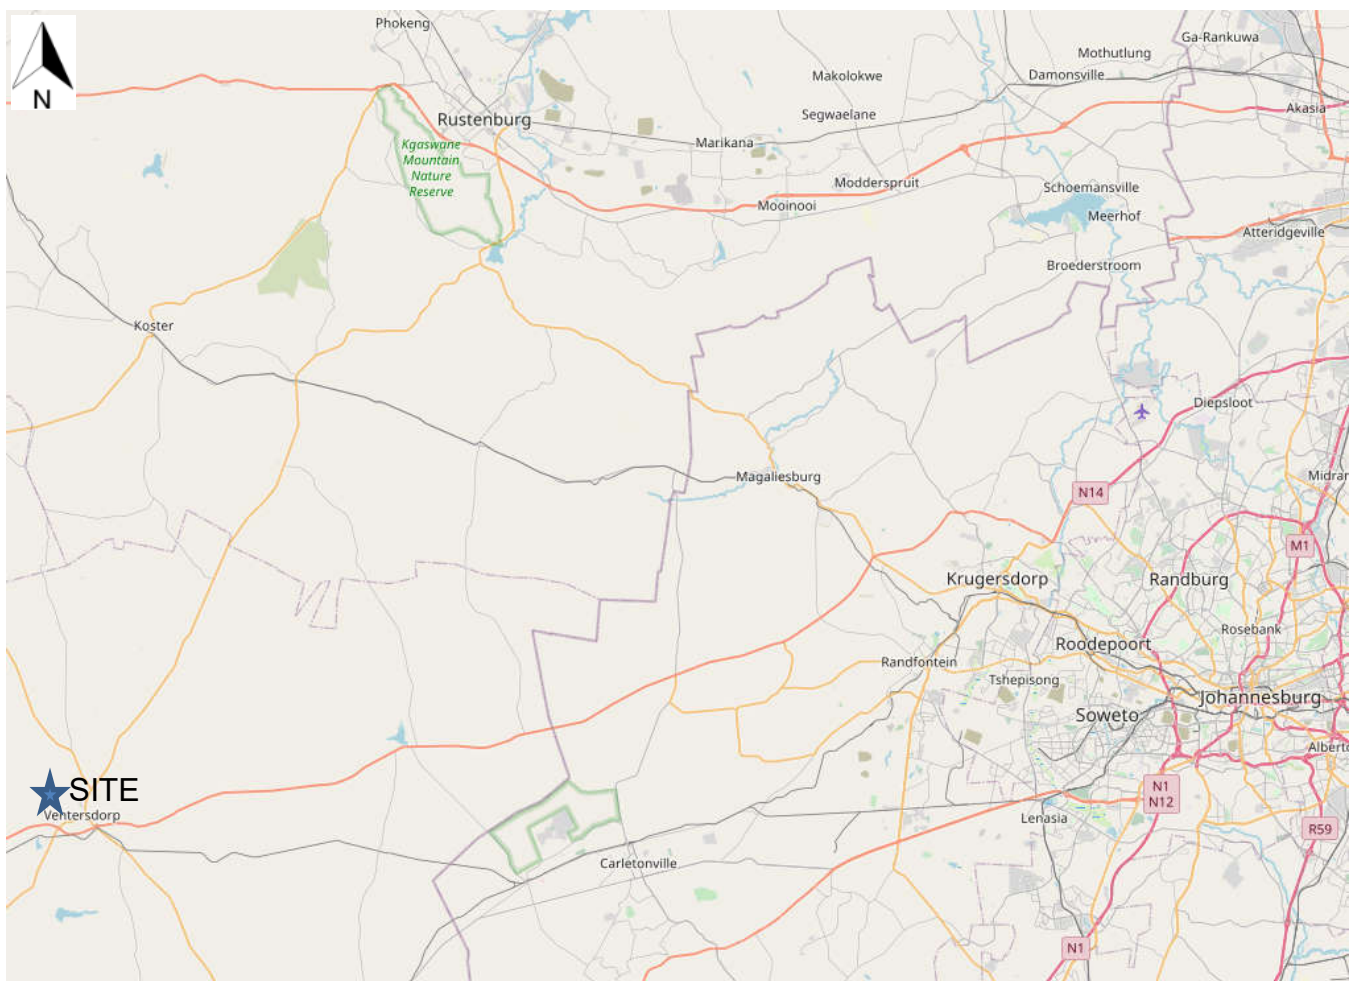 Phokeng
Ga-Rankuwa
Mothutlung
Damonsville
Makolokwe
N
Segwaelane
Akasia
Rustenburg
Marikana
Kgaswane
Mountain
Nature
Reserve
Modderspruit
Schoemansville
Mooinooi
Meerhof
Atteridgeville
Broederstroom
Koster
Diepsloot
Magaliesburg
N14
M1
Krugersdorp
Randburg
Rosebank
Roodepoort
Randfontein
Tshepisong
Johannesburg
Soweto
SITE
N1
N12
Ventersdorp
Lenasia
R59
Carletonville
N1